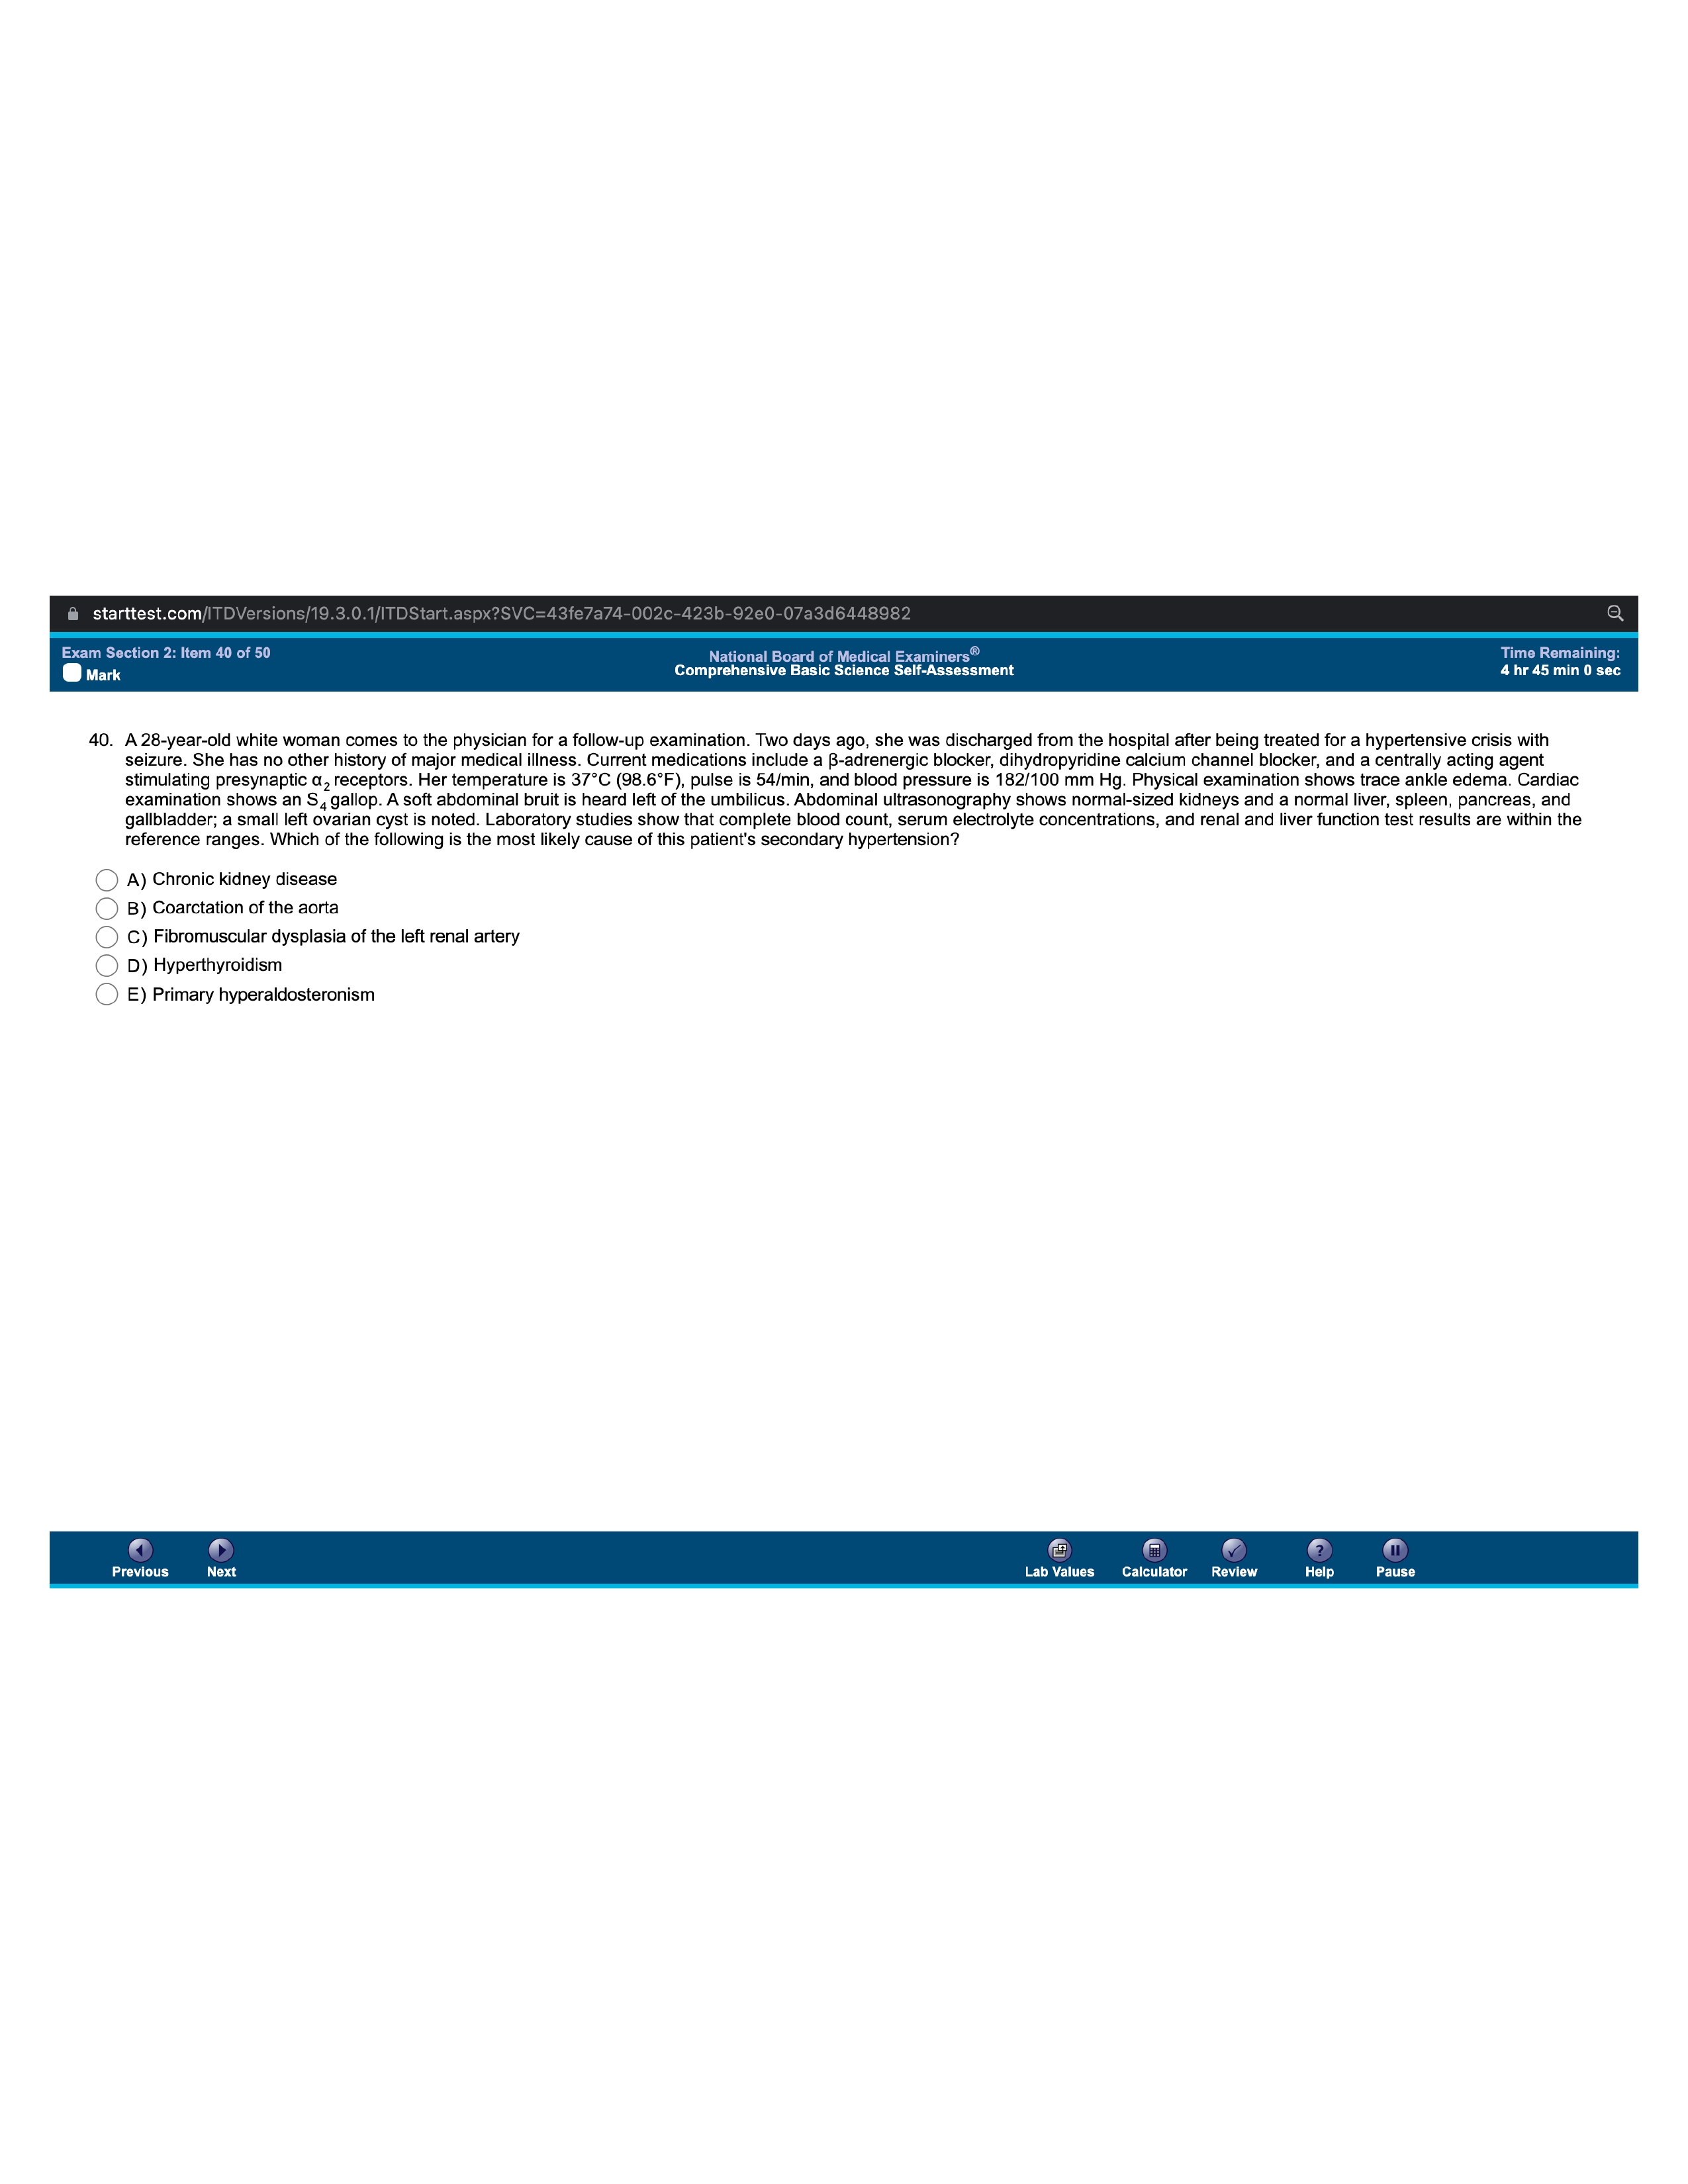 starttest.com/ITDVersions/19.3.0.1/ITDStart.aspx?SVC=43fe7a74-002c-423b-92e0-07a3d6448982
Exam Section 2: Item 40 of 50
Mark
National Board of Medical Examiners®
Comprehensive Basic Science Self-Assessment
Time Remaining:
4 hr 45 min 0 sec
40. A 28-year-old white woman comes to the physician for a follow-up examination. Two days ago, she was discharged from the hospital after being treated for a hypertensive crisis with
seizure. She has no other history of major medical illness. Current medications include a β-adrenergic blocker, dihydropyridine calcium channel blocker, and a centrally acting agent
stimulating presynaptic α₂ receptors. Her temperature is 37°C (98.6°F), pulse is 54/min, and blood pressure is 182/100 mm Hg. Physical examination shows trace ankle edema. Cardiac
examination shows an S₄ gallop. A soft abdominal bruit is heard left of the umbilicus. Abdominal ultrasonography shows normal-sized kidneys and a normal liver, spleen, pancreas, and
gallbladder; a small left ovarian cyst is noted. Laboratory studies show that complete blood count, serum electrolyte concentrations, and renal and liver function test results are within the
reference ranges. Which of the following is the most likely cause of this patient's secondary hypertension?
A) Chronic kidney disease
B) Coarctation of the aorta
C) Fibromuscular dysplasia of the left renal artery
D) Hyperthyroidism
E) Primary hyperaldosteronism
Previous
Next
Lab Values
Calculator
Review
Help
Pause